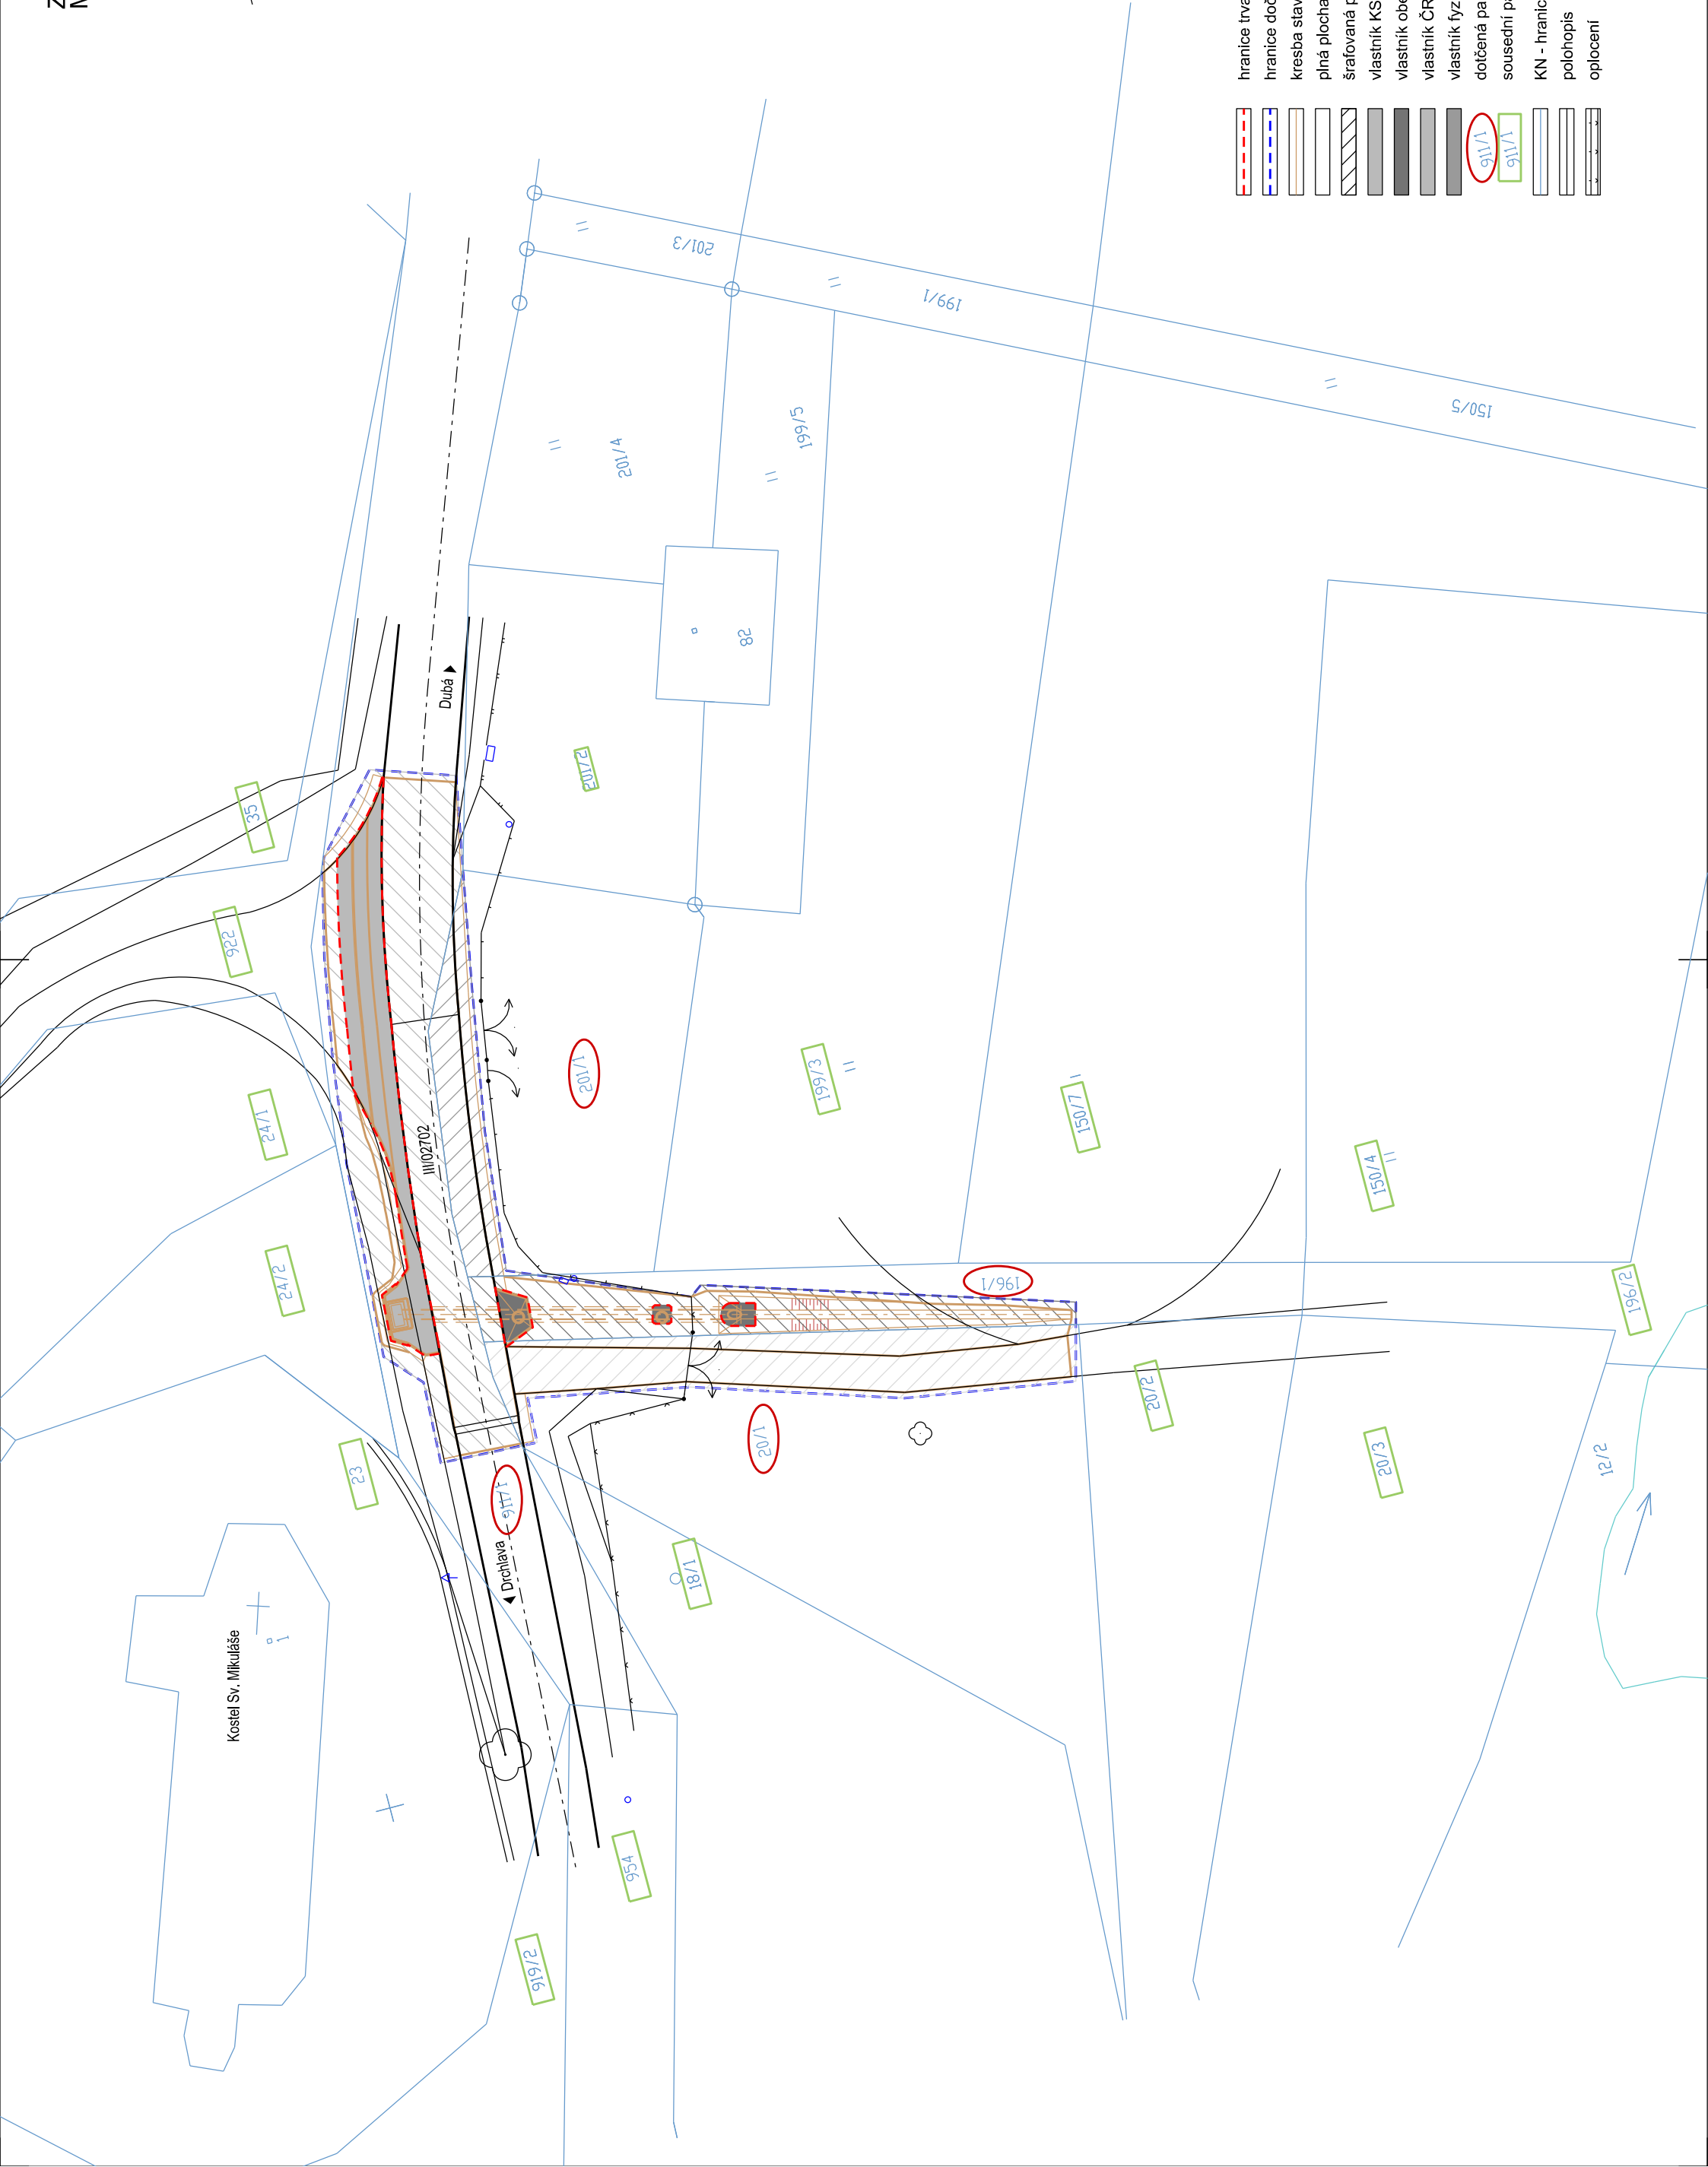 Z
M
hranice trva
hranice doč
kresba stav
plná plocha
šrafovaná p
vlastník KS
vlastník obe
vlastník ČR
vlastník fyz
911/1
dotčená pa
911/1
sousední pa
KN - hranic
polohopis
oplocení
201/3
199/1
150/5
201/4
199/5
82
Dubá
201/2
35
922
24/1
24/2
23
III/02702
201/1
199/3
150/7
150/4
196/1
196/2
20/2
20/3
20/1
12/2
911/1
Drchlava
18/1
Kostel Sv. Mikuláše
1
954
919/2